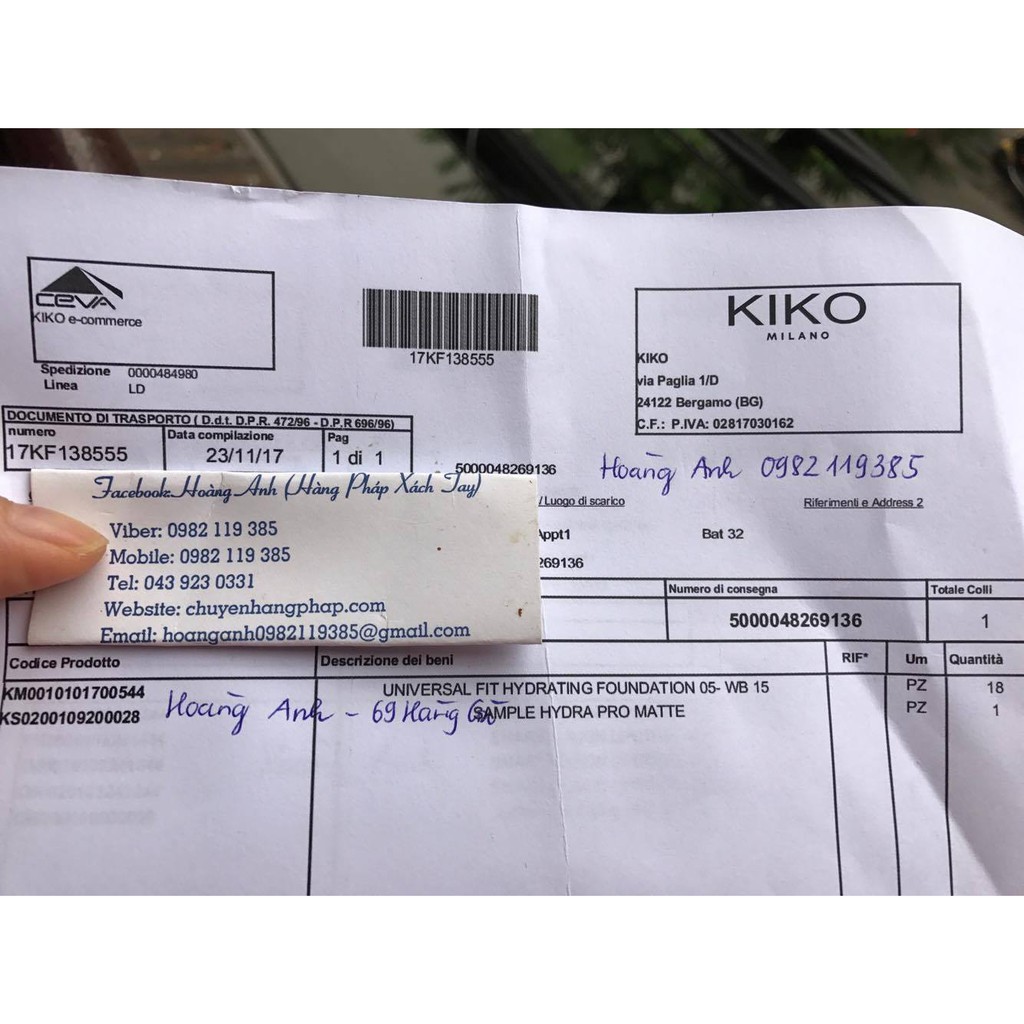 CEVA
KIKO e-commerce
Spedizione 0000484980
Linea LD
17KF138555
KIKO
MILANO
KIKO
via Paglia 1/D
24122 Bergamo (BG)
C.F.: P.IVA: 02817030162
DOCUMENTO DI TRASPORTO ( D.d.t. D.P.R. 472/96 - D.P.R 696/96)
numero Data compilazione Pag
17KF138555 23/11/17 1 di 1
5000048269136
Hoàng Anh 0982119385
/ Luogo di scarico Riferimenti e Address 2
Appt1 Bat 32
269136
Facebook: Hoàng Anh (Hàng Pháp Xách Tay)
Viber: 0982 119 385
Mobile: 0982 119 385
Tel: 043 923 0331
Website: chuyenhangphap.com
Email: hoanganh0982119385@gmail.com
Numero di consegna Totale Colli
5000048269136 1
Codice Prodotto Descrizione dei beni RIF* Um Quantità
KM0010101700544 UNIVERSAL FIT HYDRATING FOUNDATION 05- WB 15 PZ 18
KS0200109200028 SAMPLE HYDRA PRO MATTE PZ 1
Hoàng Anh - 69 Hàng Gà